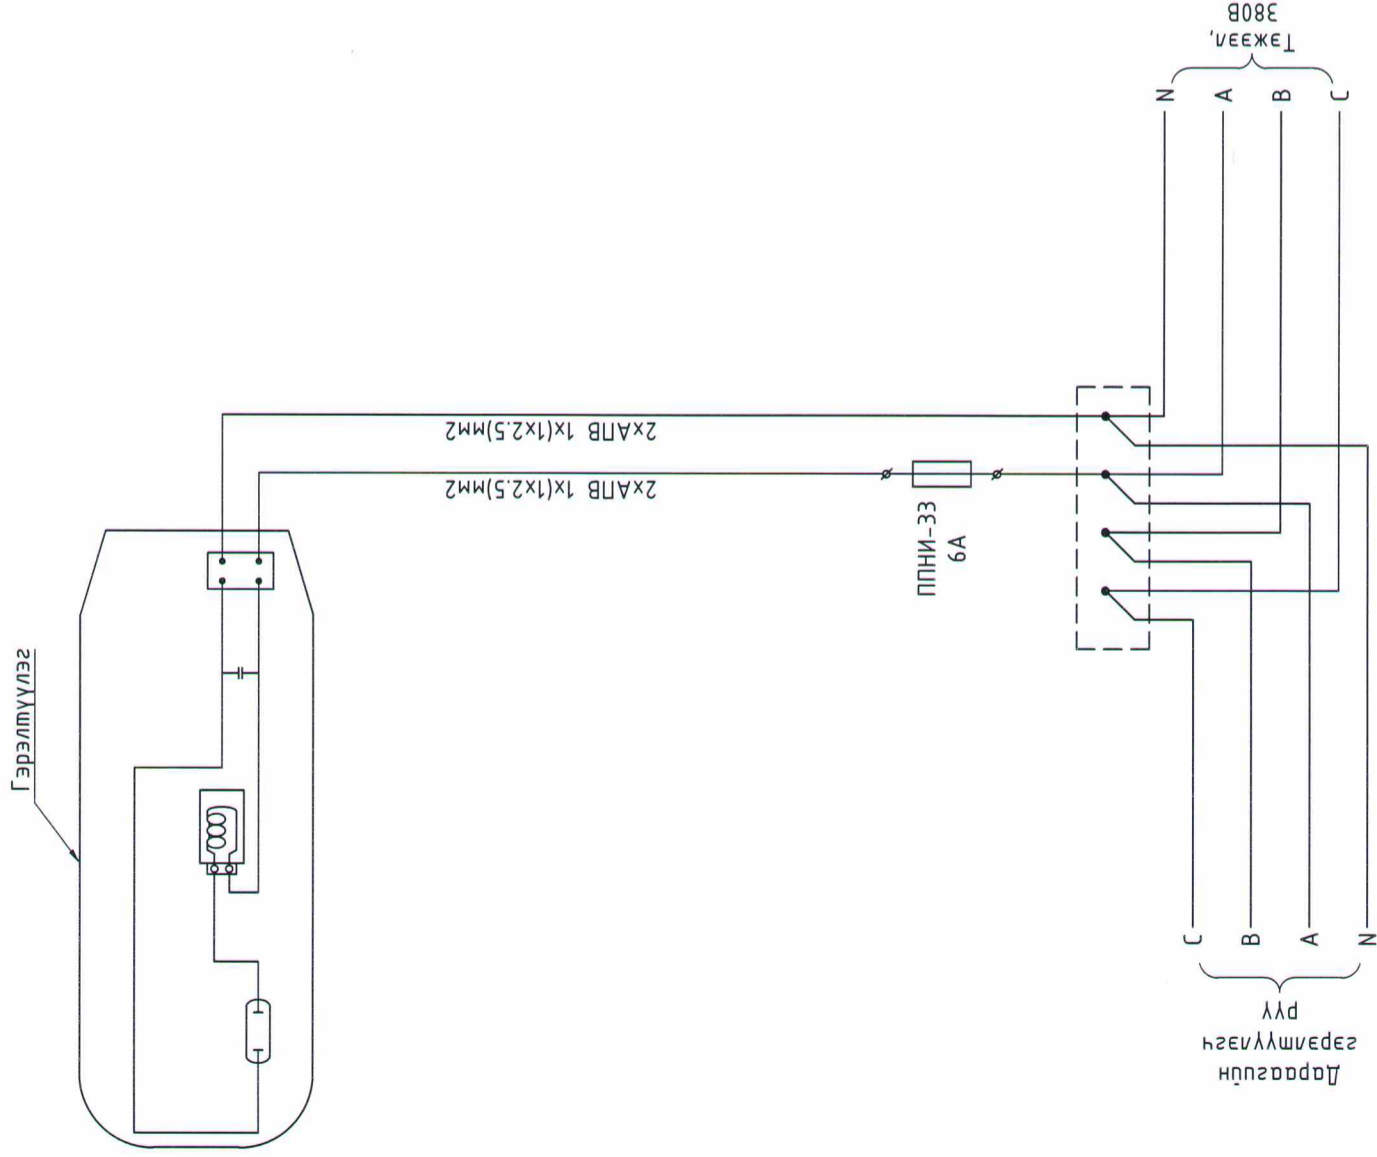 Дараагийн
гэрэлтүүлэгч
рүү
N
A
B
C
Гэрэлтүүлэг
ППНИ-33
6А
2хАПВ 1х(1х2.5)мм2
2хАПВ 1х(1х2.5)мм2
C
B
A
N
Тэжээл,
380В